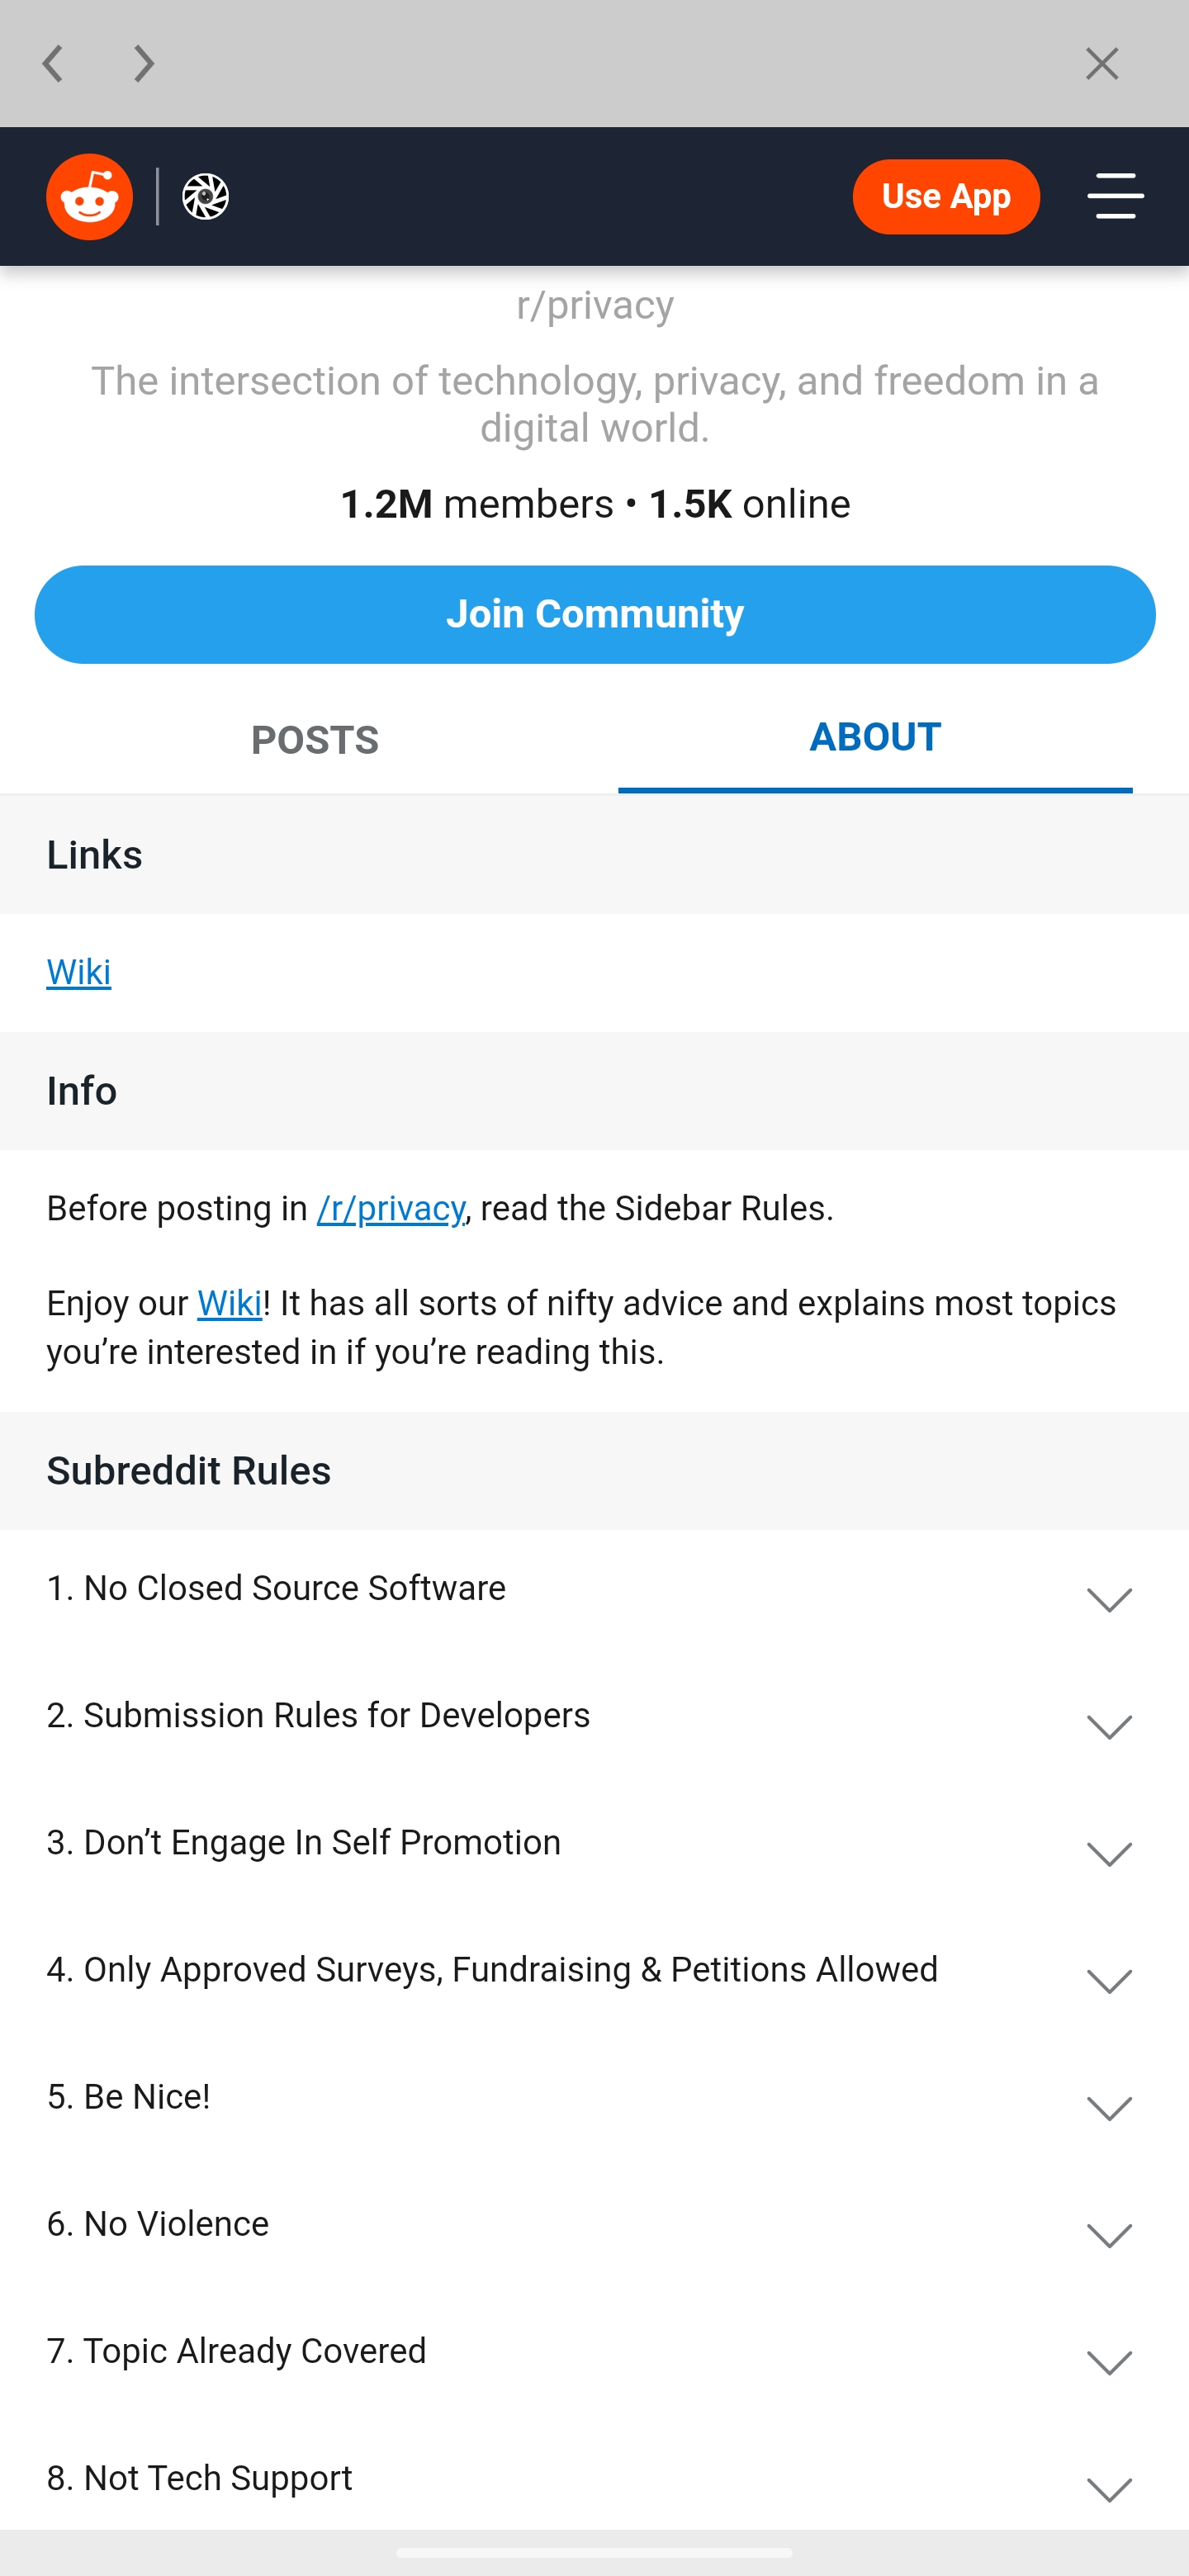 Use App
r/privacy
The intersection of technology, privacy, and freedom in a
digital world.
1.2M members • 1.5K online
Join Community
POSTS
ABOUT
Links
Wiki
Info
Before posting in /r/privacy, read the Sidebar Rules.
Enjoy our Wiki! It has all sorts of nifty advice and explains most topics
you’re interested in if you’re reading this.
Subreddit Rules
1. No Closed Source Software
2. Submission Rules for Developers
3. Don’t Engage In Self Promotion
4. Only Approved Surveys, Fundraising & Petitions Allowed
5. Be Nice!
6. No Violence
7. Topic Already Covered
8. Not Tech Support